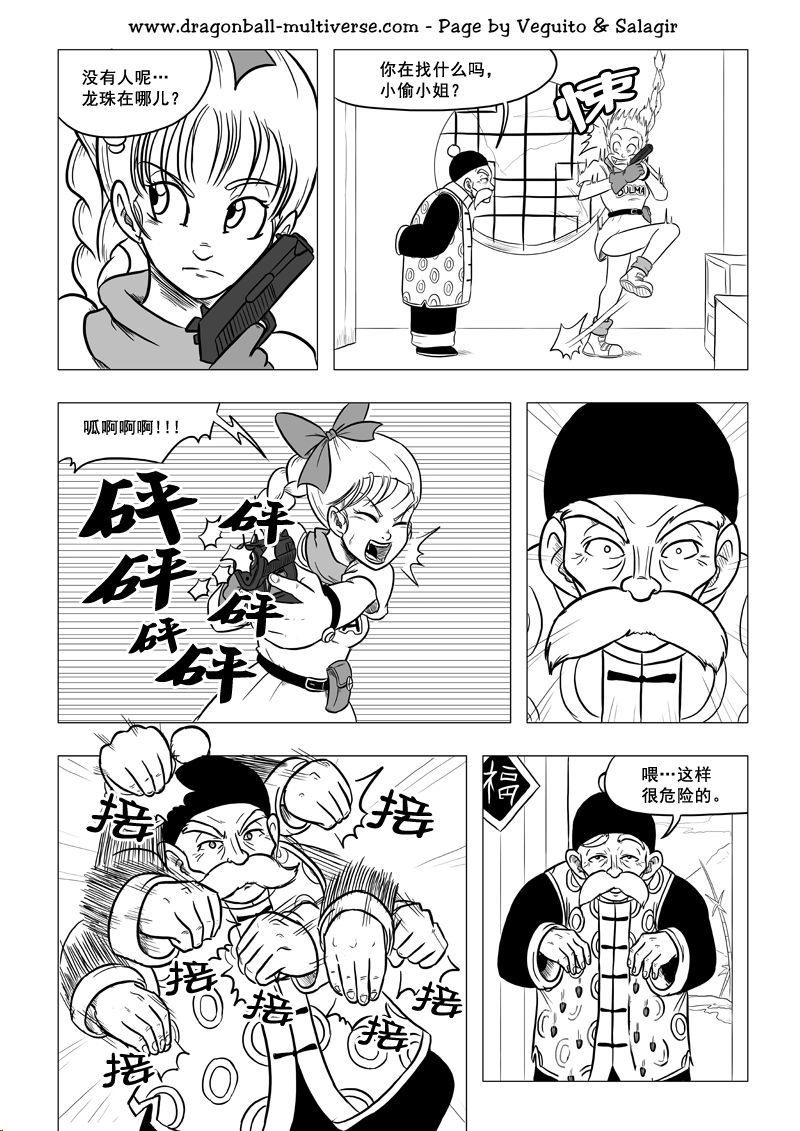 www.dragonball-multiverse.com - Page by Veguito & Salagir
没有人呢…
龙珠在哪儿？
你在找什么吗，
小偷小姐？
悚
BULMA
呱啊啊啊!!!
砰
砰
砰
砰
砰
砰
A
接
接
接
接
接
接
接
福
喂…这样
很危险的。